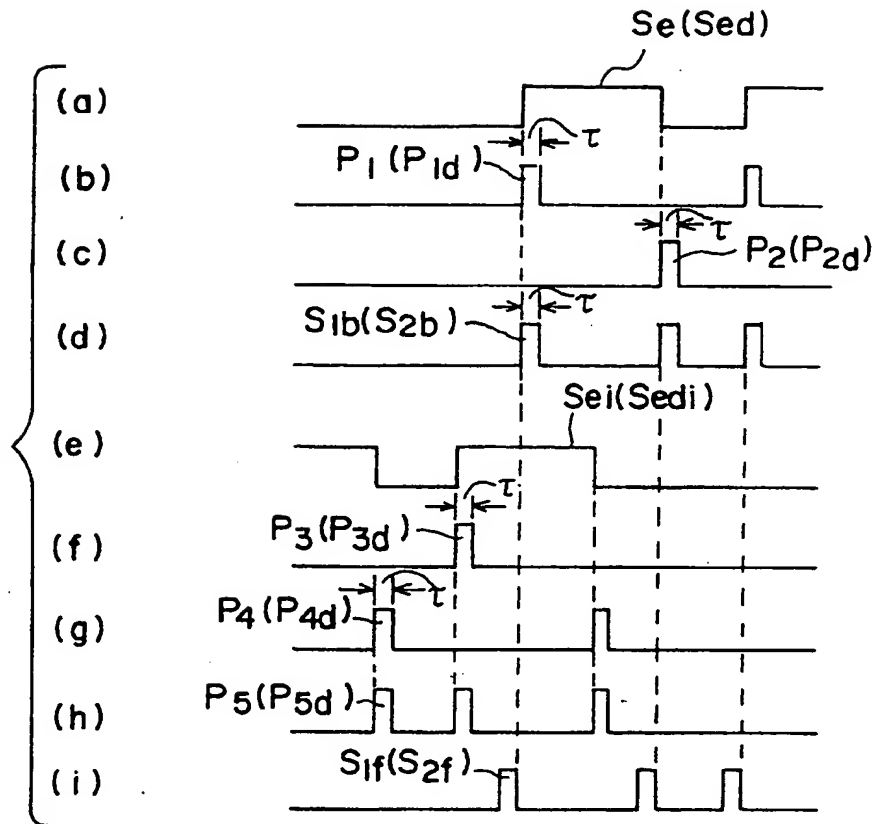 Se(Sed)
(a)
τ
(b) P1(P1d)
τ
(c) P2(P2d)
τ
(d) S1b(S2b)
Sei(Sedi)
(e)
τ
(f) P3(P3d)
τ
(g) P4(P4d)
(h) P5(P5d)
(i) S1f(S2f)